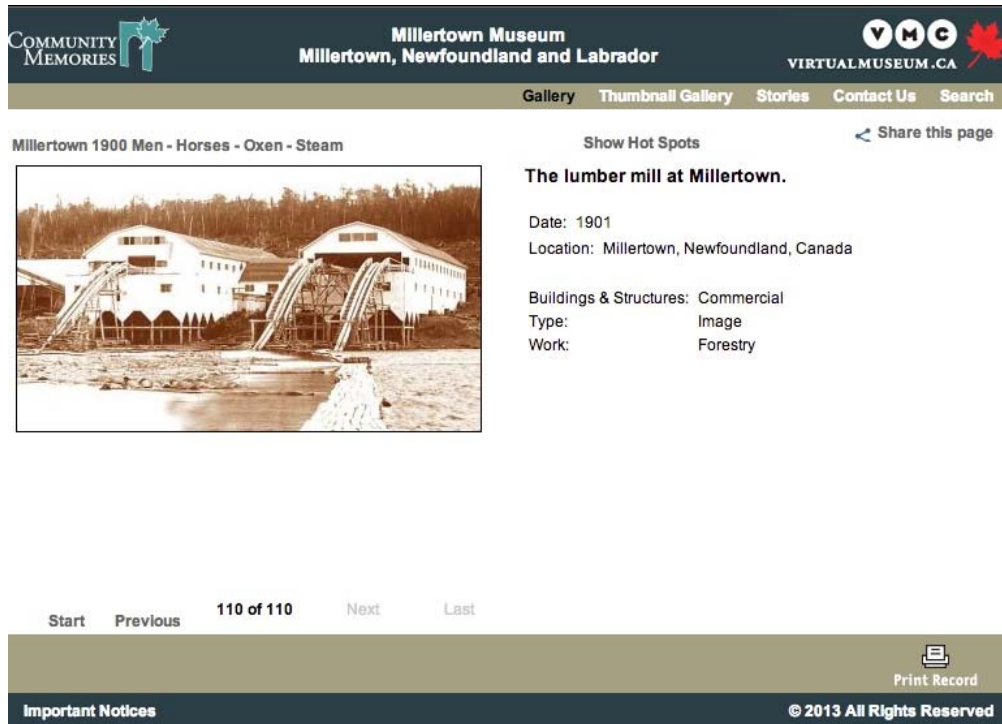 COMMUNITY
MEMORIES
Millertown Museum
Millertown, Newfoundland and Labrador
VMC
VIRTUALMUSEUM.CA
Gallery Thumbnail Gallery Stories Contact Us Search
Millertown 1900 Men - Horses - Oxen - Steam
Show Hot Spots
Share this page
The lumber mill at Millertown.
Date: 1901
Location: Millertown, Newfoundland, Canada
Buildings & Structures: Commercial
Type: Image
Work: Forestry
Start Previous 110 of 110 Next Last
Print Record
Important Notices
© 2013 All Rights Reserved